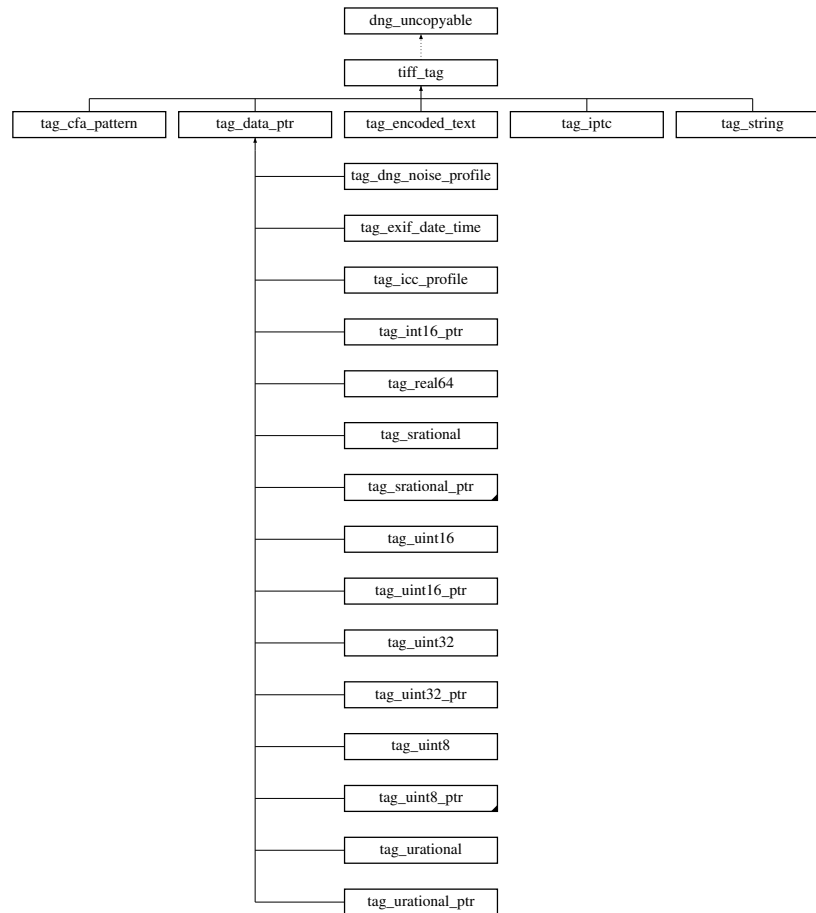 dng_uncopyable
tiff_tag
tag_cfa_pattern tag_data_ptr tag_encoded_text tag_iptc tag_string
tag_dng_noise_profile
tag_exif_date_time
tag_icc_profile
tag_int16_ptr
tag_real64
tag_srational
tag_srational_ptr
tag_uint16
tag_uint16_ptr
tag_uint32
tag_uint32_ptr
tag_uint8
tag_uint8_ptr
tag_urational
tag_urational_ptr